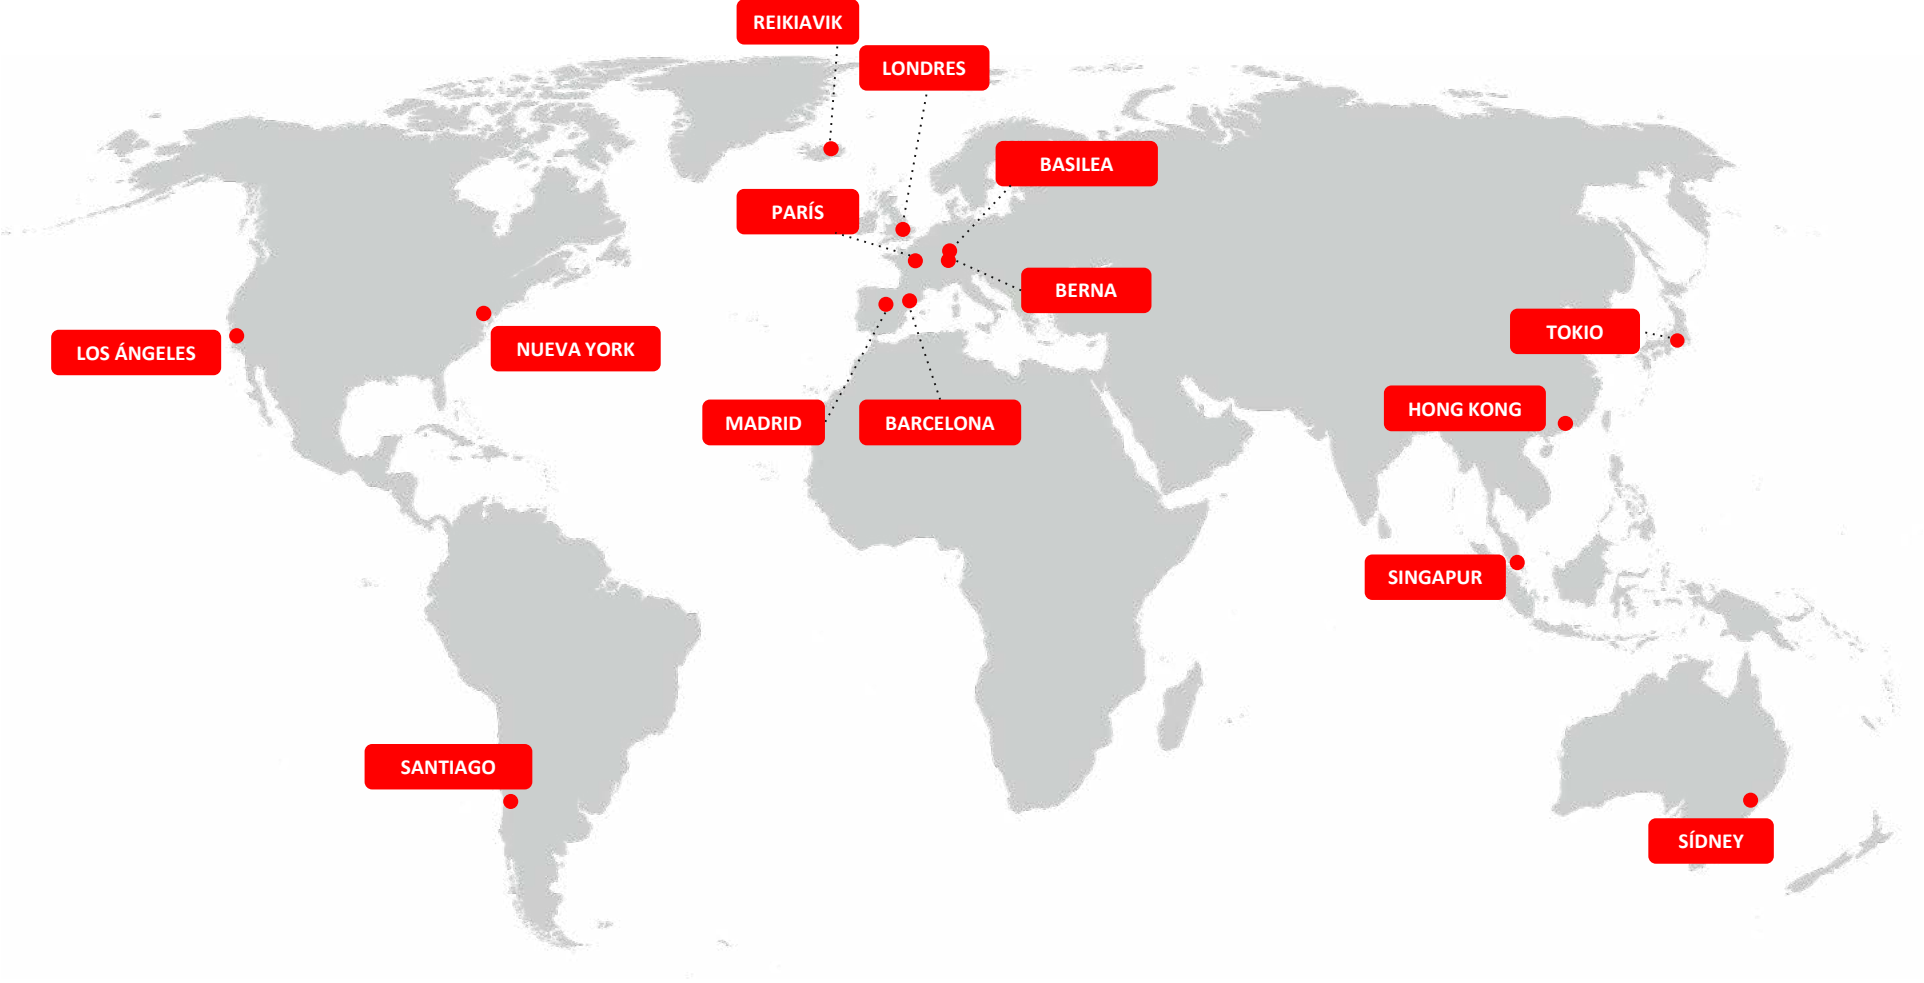 REIKIAVIK
LONDRES
BASILEA
PARÍS
BERNA
TOKIO
LOS ÁNGELES
NUEVA YORK
HONG KONG
MADRID
BARCELONA
SINGAPUR
SANTIAGO
SÍDNEY